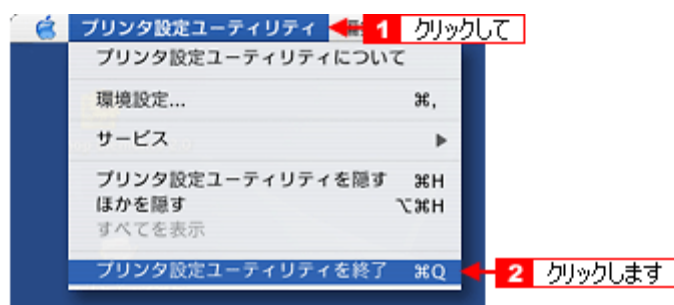 プリンタ設定ユーティリティ 1 クリックして
プリンタ設定ユーティリティについて
環境設定... ⌘,
サービス ▶
プリンタ設定ユーティリティを隠す ⌘H
ほかを隠す ⌥⌘H
すべてを表示
プリンタ設定ユーティリティを終了 ⌘Q 2 クリックします